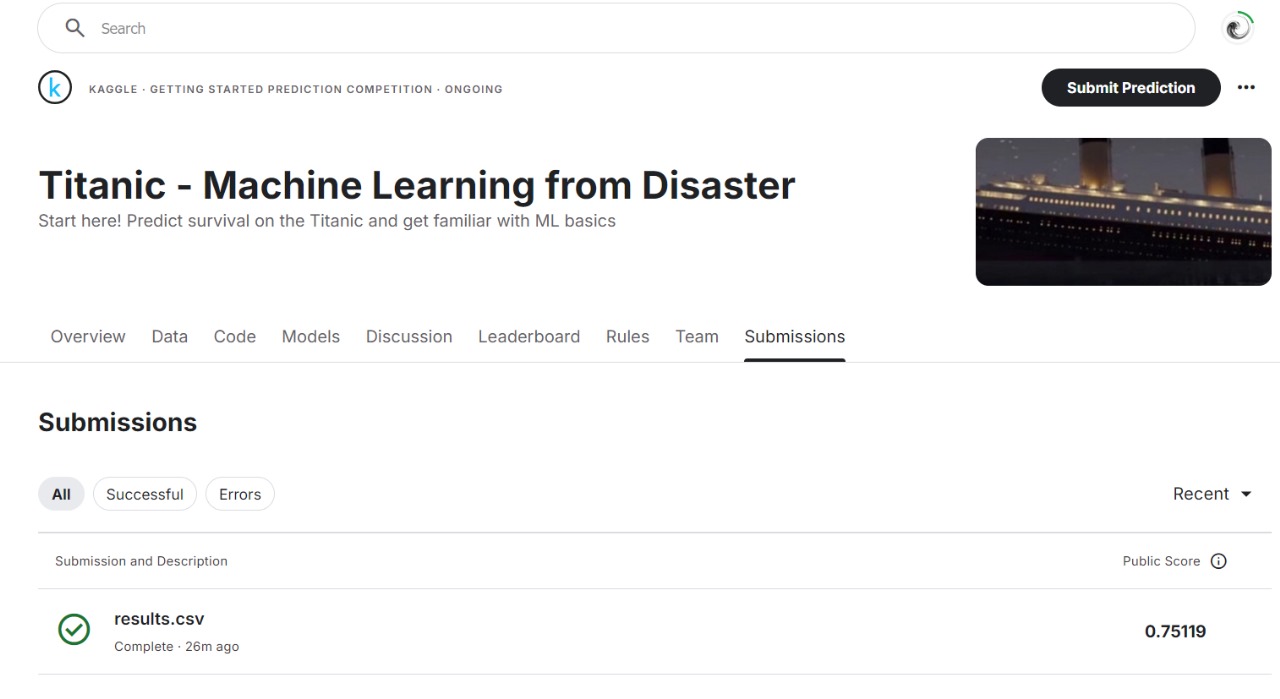 Search
k
KAGGLE · GETTING STARTED PREDICTION COMPETITION · ONGOING
Submit Prediction
Titanic - Machine Learning from Disaster
Start here! Predict survival on the Titanic and get familiar with ML basics
Overview Data Code Models Discussion Leaderboard Rules Team Submissions
Submissions
All Successful Errors Recent
Submission and Description Public Score
results.csv
0.75119
Complete · 26m ago